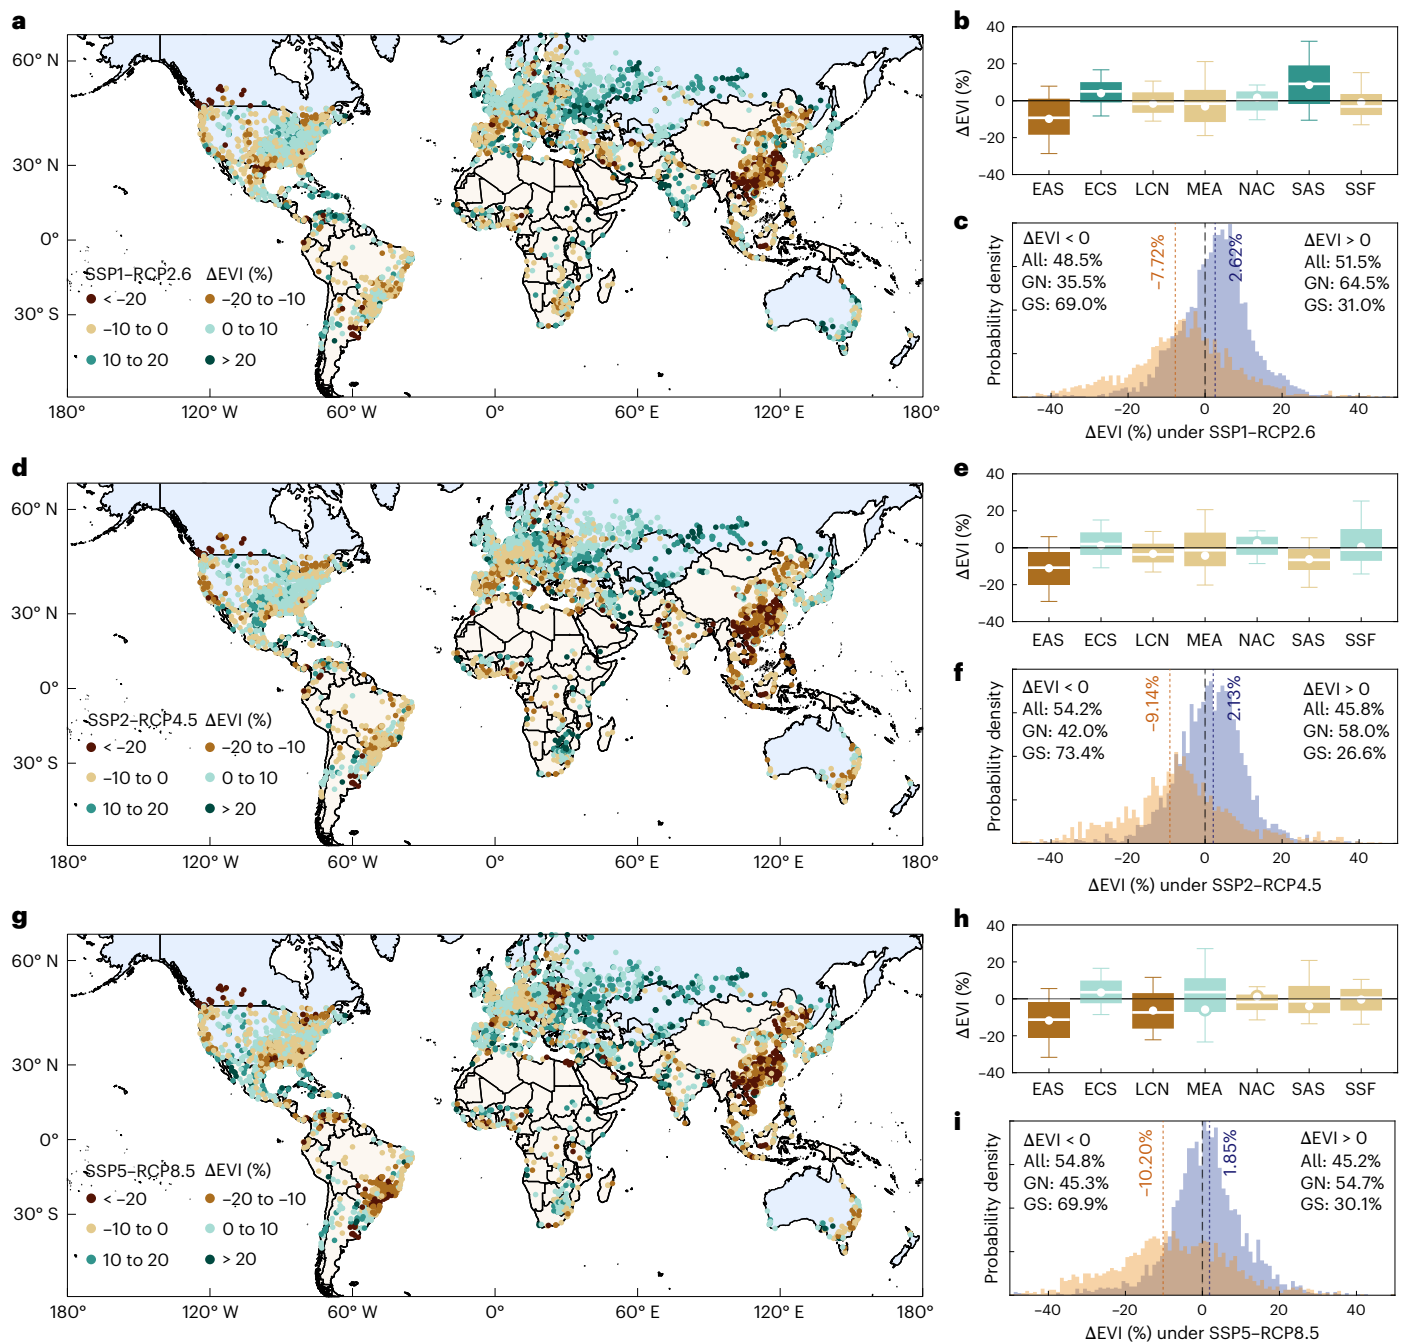 a
60° N
30° N
0°
30° S
SSP1–RCP2.6 ΔEVI (%)
< –20 –20 to –10
–10 to 0 0 to 10
10 to 20 > 20
180° 120° W 60° W 0° 60° E 120° E 180°
b
40
20
0
–20
–40
ΔEVI (%)
EAS ECS LCN MEA NAC SAS SSF
c
Probability density
ΔEVI < 0
All: 48.5%
GN: 35.5%
GS: 69.0%
–7.72%
2.62%
ΔEVI > 0
All: 51.5%
GN: 64.5%
GS: 31.0%
–40 –20 0 20 40
ΔEVI (%) under SSP1–RCP2.6
d
60° N
30° N
0°
30° S
SSP2–RCP4.5 ΔEVI (%)
< –20 –20 to –10
–10 to 0 0 to 10
10 to 20 > 20
180° 120° W 60° W 0° 60° E 120° E 180°
e
40
20
0
–20
–40
ΔEVI (%)
EAS ECS LCN MEA NAC SAS SSF
f
Probability density
ΔEVI < 0
All: 54.2%
GN: 42.0%
GS: 73.4%
–9.14%
2.13%
ΔEVI > 0
All: 45.8%
GN: 58.0%
GS: 26.6%
–40 –20 0 20 40
ΔEVI (%) under SSP2–RCP4.5
g
60° N
30° N
0°
30° S
SSP5–RCP8.5 ΔEVI (%)
< –20 –20 to –10
–10 to 0 0 to 10
10 to 20 > 20
180° 120° W 60° W 0° 60° E 120° E 180°
h
40
20
0
–20
–40
ΔEVI (%)
EAS ECS LCN MEA NAC SAS SSF
i
Probability density
ΔEVI < 0
All: 54.8%
GN: 45.3%
GS: 69.9%
–10.20%
1.85%
ΔEVI > 0
All: 45.2%
GN: 54.7%
GS: 30.1%
–40 –20 0 20 40
ΔEVI (%) under SSP5–RCP8.5